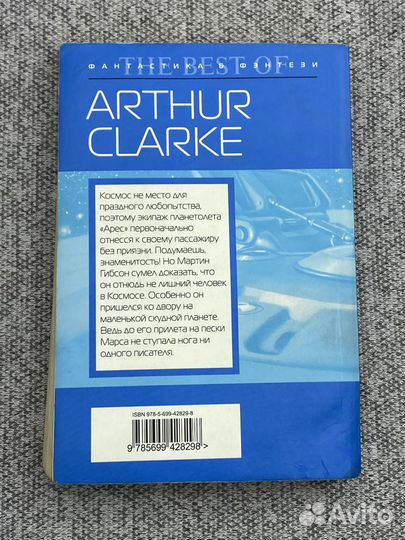 THE BEST OF
ФАНТАСТИКА & ФЭНТЕЗИ
ARTHUR
CLARKE
Космос не место для
праздного любопытства,
поэтому экипаж планетолета
«Арес» первоначально
отнесся к своему пассажиру
без приязни. Подумаешь,
знаменитость! Но Мартин
Гибсон сумел доказать, что
он отнюдь не лишний человек
в Космосе. Особенно он
пришелся ко двору на
маленькой скудной планете.
Ведь до его прилета на пески
Марса не ступала нога ни
одного писателя.
ISBN 978-5-699-42829-8
9 785699 428298 >
Avito